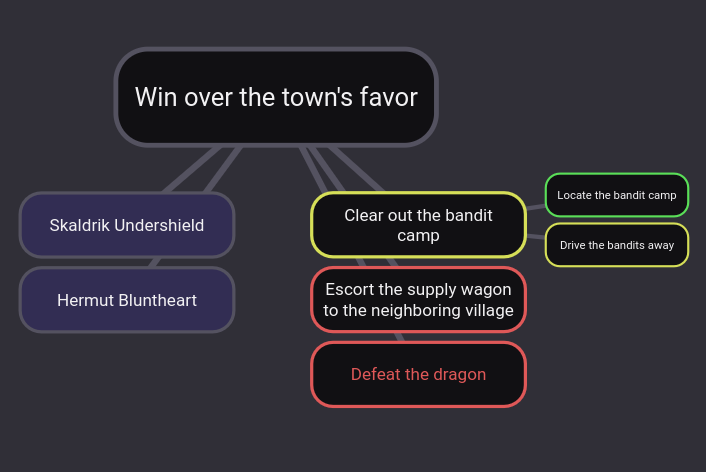 Win over the town's favor
Skaldrik Undershield
Hermut Bluntheart
Clear out the bandit
camp
Locate the bandit camp
Drive the bandits away
Escort the supply wagon
to the neighboring village
Defeat the dragon